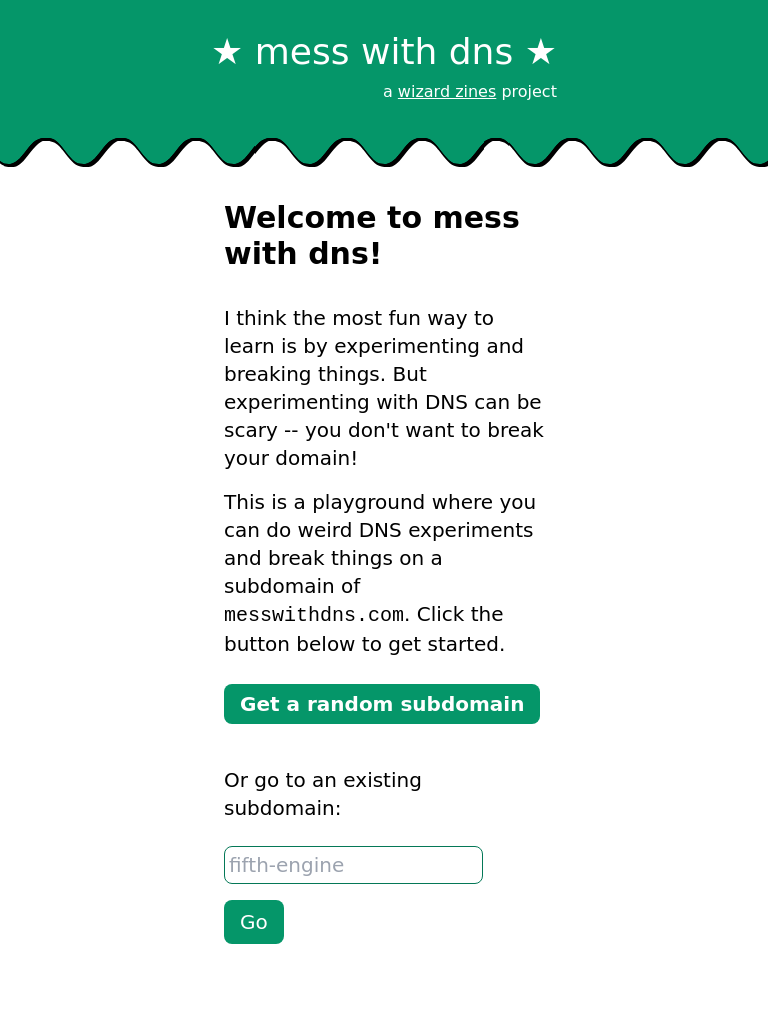 ★ mess with dns ★
a wizard zines project
Welcome to mess
with dns!
I think the most fun way to
learn is by experimenting and
breaking things. But
experimenting with DNS can be
scary -- you don't want to break
your domain!
This is a playground where you
can do weird DNS experiments
and break things on a
subdomain of
messwithdns.com. Click the
button below to get started.
Get a random subdomain
Or go to an existing
subdomain:
fifth-engine
Go